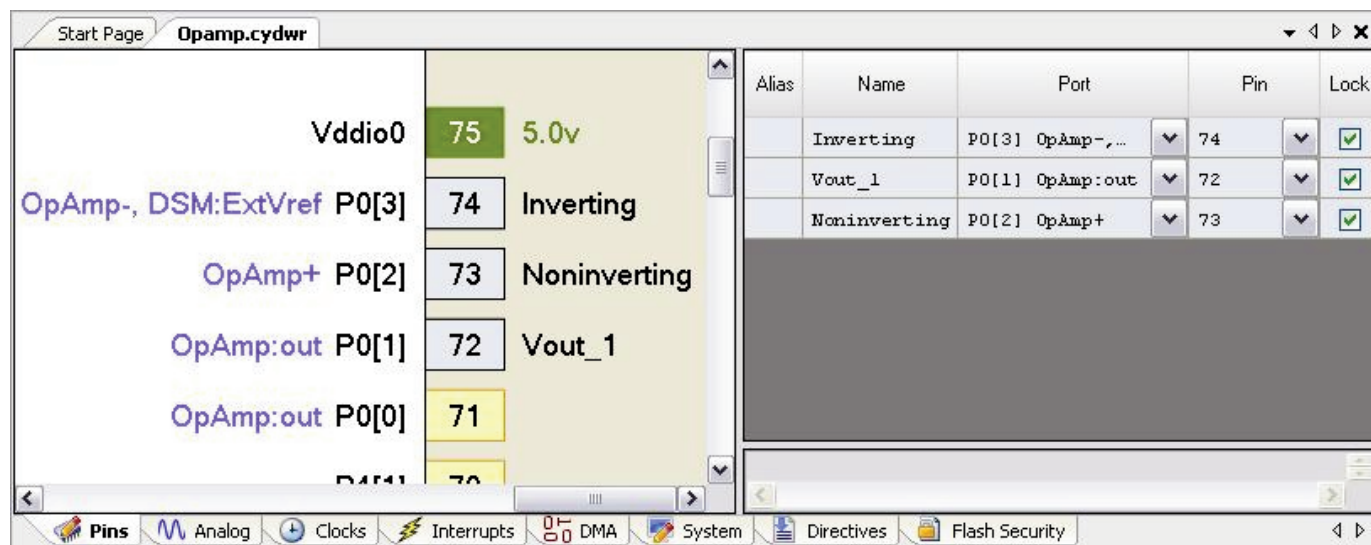 Start Page Opamp.cydwr
Vddio0 75 5.0v
OpAmp-, DSM:ExtVref P0[3] 74 Inverting
OpAmp+ P0[2] 73 Noninverting
OpAmp:out P0[1] 72 Vout_1
OpAmp:out P0[0] 71
Alias Name Port Pin Lock
Inverting P0[3] OpAmp-,... 74
Vout_1 P0[1] OpAmp:out 72
Noninverting P0[2] OpAmp+ 73
Pins Analog Clocks Interrupts DMA System Directives Flash Security